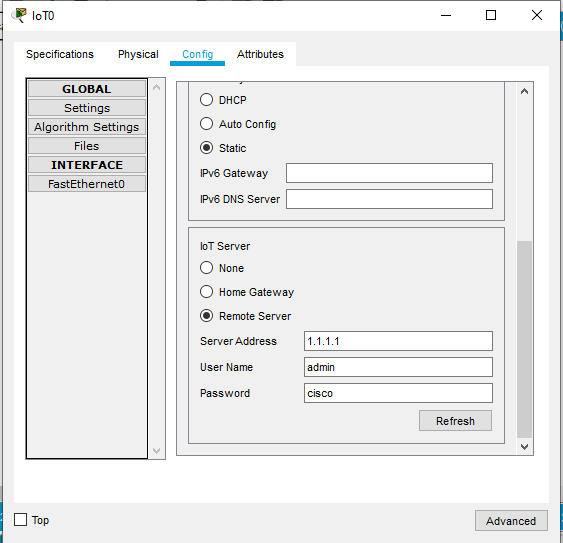 IoT0
Specifications Physical Config Attributes
GLOBAL
Settings
Algorithm Settings
Files
INTERFACE
FastEthernet0
DHCP
Auto Config
Static
IPv6 Gateway
IPv6 DNS Server
IoT Server
None
Home Gateway
Remote Server
Server Address 1.1.1.1
User Name admin
Password cisco
Refresh
Top
Advanced